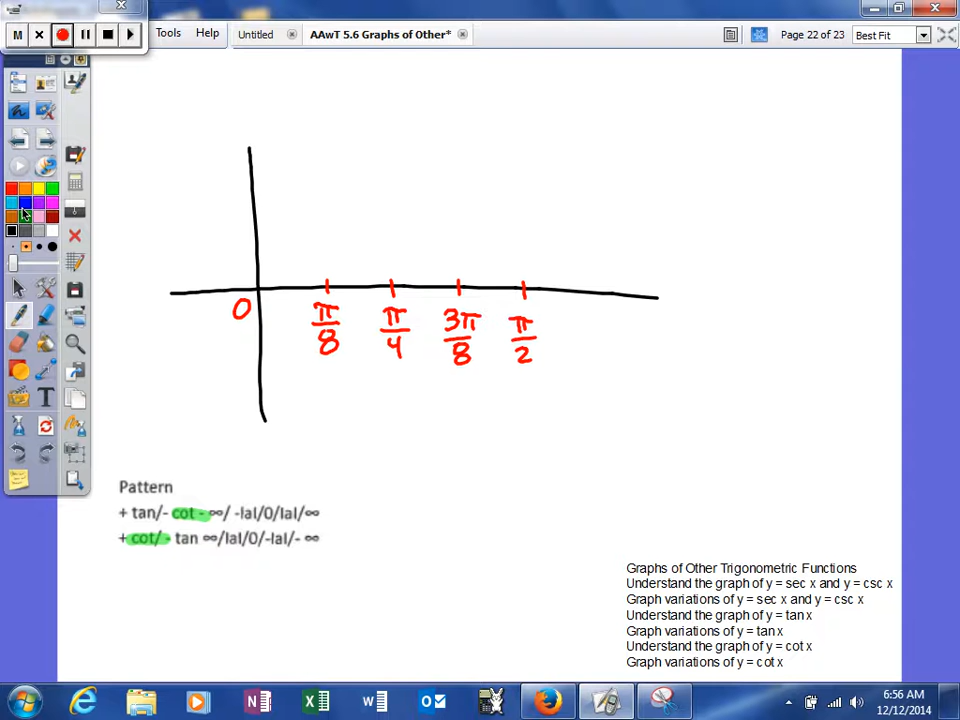 M
Tools Help Untitled AAwT 5.6 Graphs of Other* Page 22 of 23 Best Fit
0 π/8 π/4 3π/8 π/2
Pattern
+ tan/- cot - ∞/ -|a|/0/|a|/∞
+ cot/ - tan ∞/|a|/0/-|a|/- ∞
Graphs of Other Trigonometric Functions
Understand the graph of y = sec x and y = csc x
Graph variations of y = sec x and y = csc x
Understand the graph of y = tan x
Graph variations of y = tan x
Understand the graph of y = cot x
Graph variations of y = cot x
6:56 AM
12/12/2014